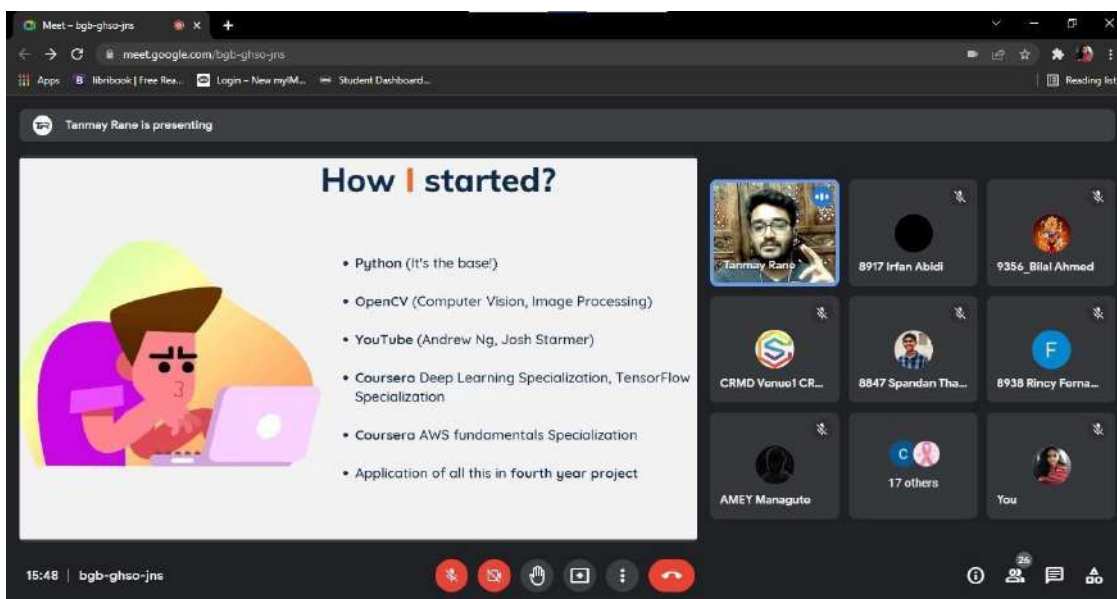 Meet – bgb-ghso-jns
meet.google.com/bgb-ghso-jns
Apps
libribook | Free Rea...
Login – New myIM...
Student Dashboard...
Reading list
TR
Tanmay Rane is presenting
How I started?
• Python (It's the base!)
• OpenCV (Computer Vision, Image Processing)
• YouTube (Andrew Ng, Josh Starmer)
• Coursera Deep Learning Specialization, TensorFlow
Specialization
• Coursera AWS fundamentals Specialization
• Application of all this in fourth year project
Tanmay Rane
8917 Irfan Abidi
9356_Bilal Ahmed
CRMD Venue1 CR...
8847 Spandan Tha...
F
8938 Rincy Ferna...
AMEY Managute
C
17 others
You
15:48 | bgb-ghso-jns
26